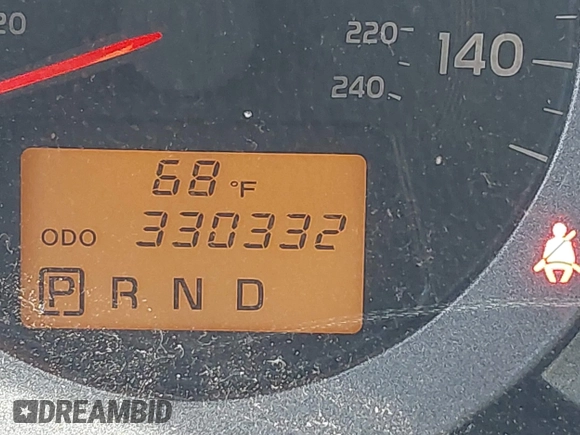 20
220
140
240
68 °F
ODO 330332
P R N D
DREAMBID